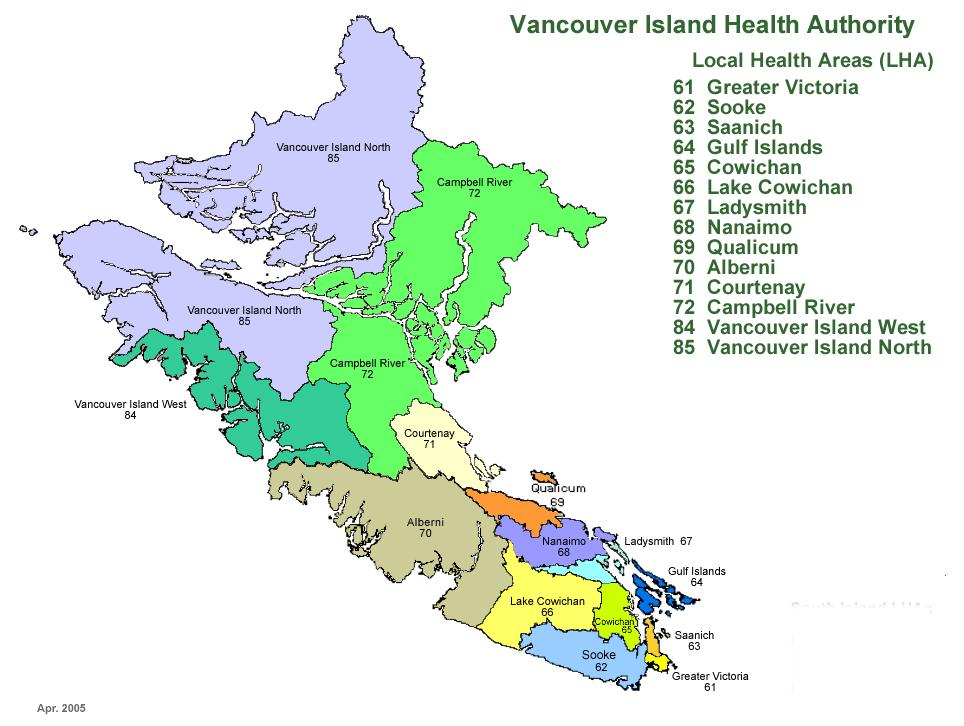 Vancouver Island Health Authority
Local Health Areas (LHA)
61 Greater Victoria
62 Sooke
63 Saanich
64 Gulf Islands
65 Cowichan
66 Lake Cowichan
67 Ladysmith
68 Nanaimo
69 Qualicum
70 Alberni
71 Courtenay
72 Campbell River
84 Vancouver Island West
85 Vancouver Island North
Vancouver Island North
85
Campbell River
72
Vancouver Island North
85
Campbell River
72
Vancouver Island West
84
Courtenay
71
Qualicum
69
Alberni
70
Nanaimo
68
Ladysmith 67
Gulf Islands
64
Lake Cowichan
66
Cowichan
65
Saanich
63
Sooke
62
Greater Victoria
61
Apr. 2005